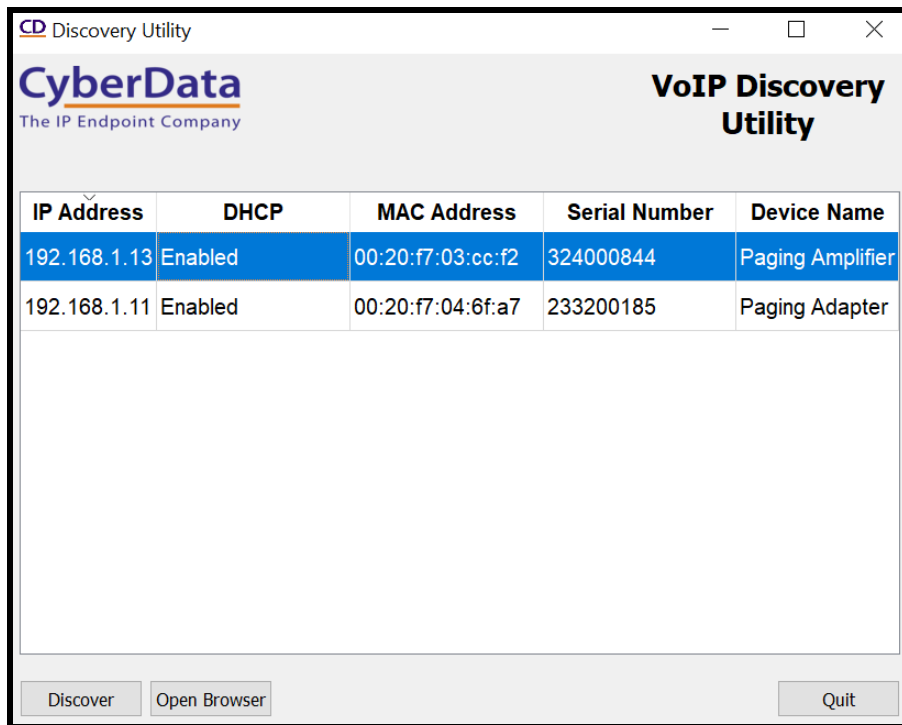 CD Discovery Utility
CyberData
The IP Endpoint Company
VoIP Discovery
Utility
IP Address DHCP MAC Address Serial Number Device Name
192.168.1.13 Enabled 00:20:f7:03:cc:f2 324000844 Paging Amplifier
192.168.1.11 Enabled 00:20:f7:04:6f:a7 233200185 Paging Adapter
Discover Open Browser Quit